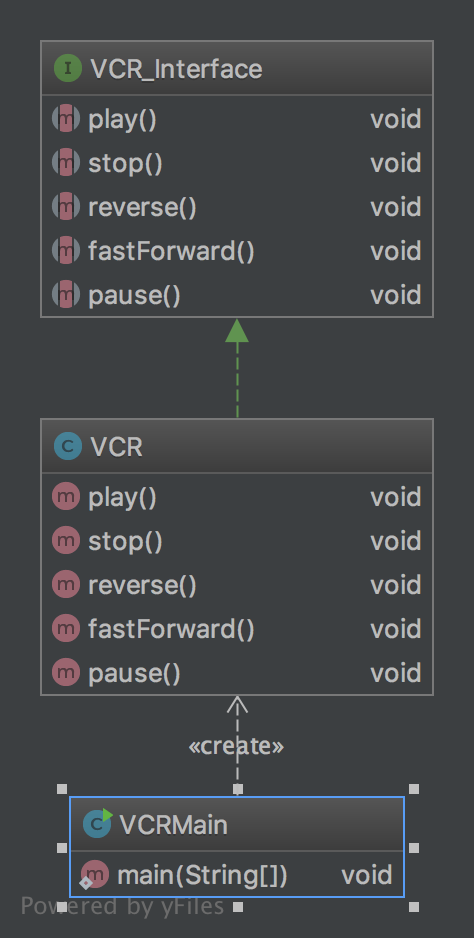 I VCR_Interface
m play() void
m stop() void
m reverse() void
m fastForward() void
m pause() void
C VCR
m play() void
m stop() void
m reverse() void
m fastForward() void
m pause() void
«create»
C VCRMain
m main(String[]) void
Powered by yFiles